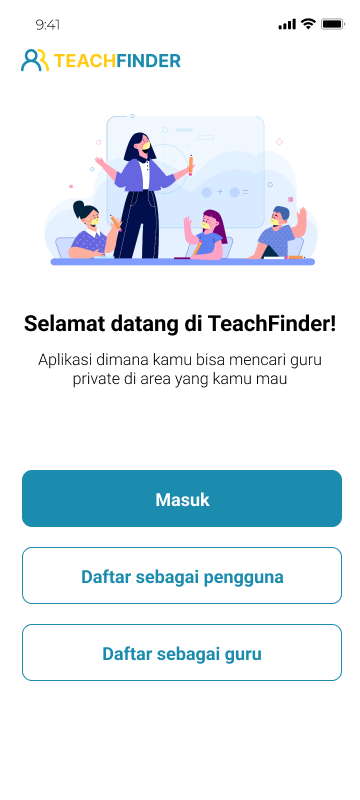 9:41
TEACHFINDER
Selamat datang di TeachFinder!
Aplikasi dimana kamu bisa mencari guru
private di area yang kamu mau
Masuk
Daftar sebagai pengguna
Daftar sebagai guru